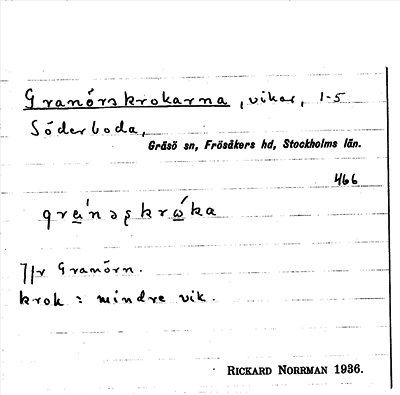 Granörskrokarna, vikar, 1-5
Söderboda,
Gräsö sn, Frösåkers hd, Stockholms län.
466
Jfr Granörn.
krok : mindre vik.
RICKARD NORRMAN 1936.